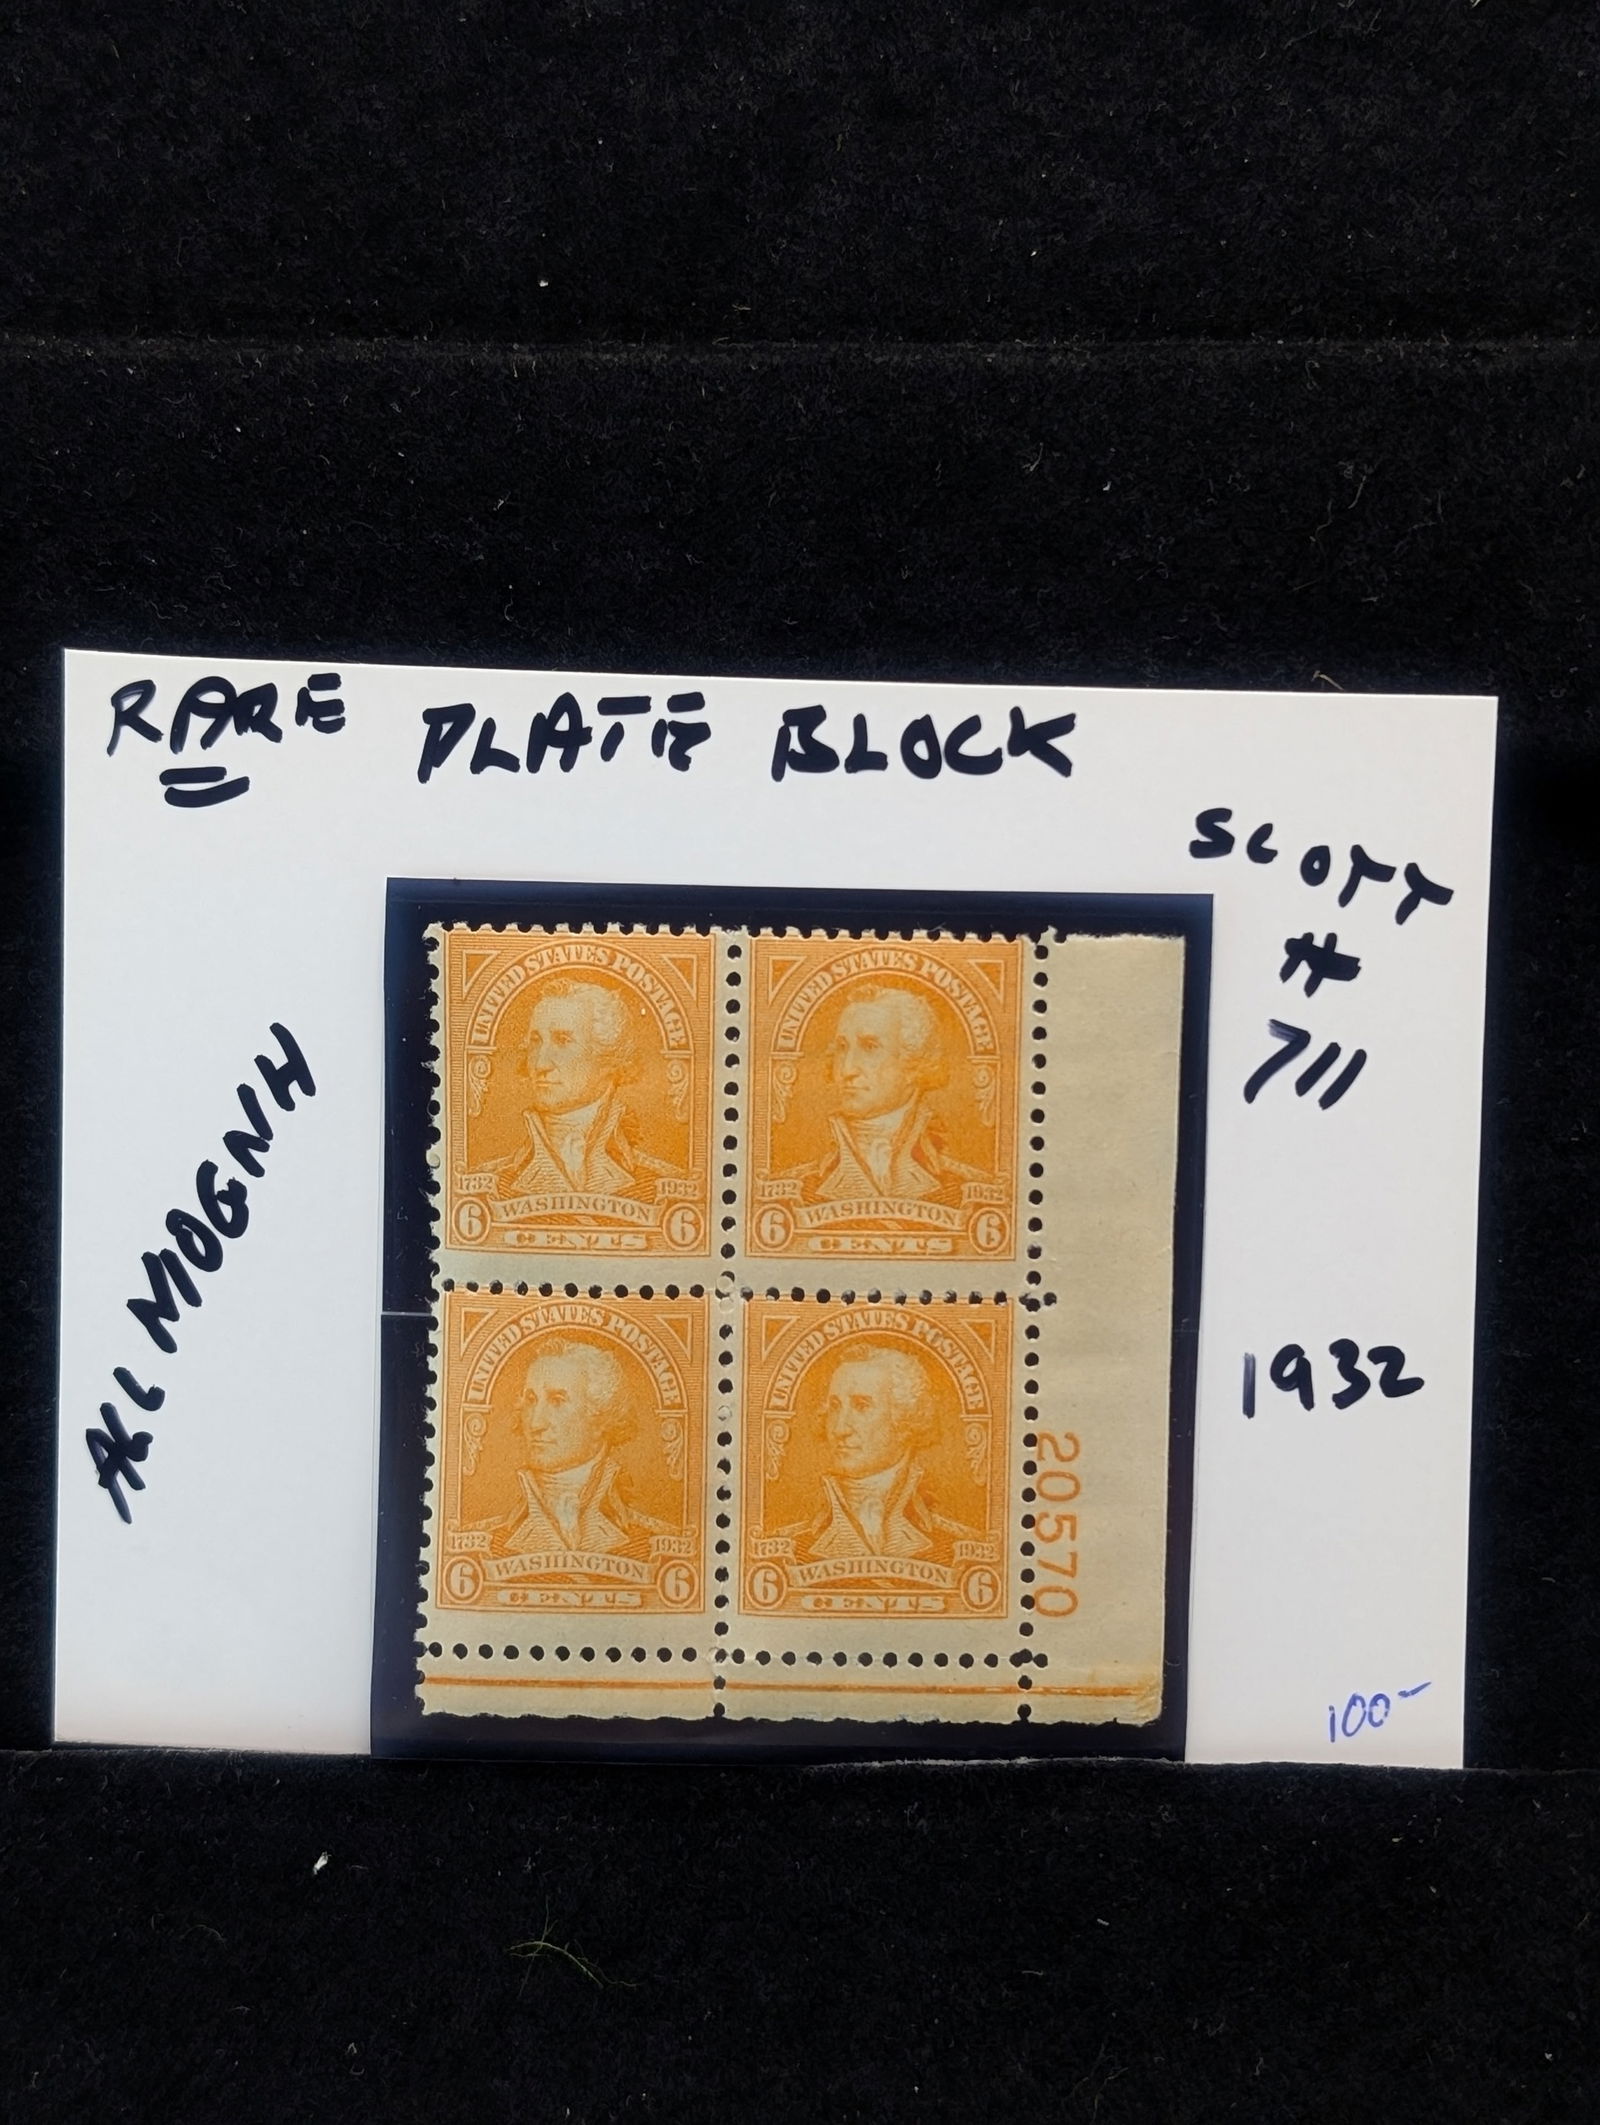 RARE PLATE BLOCK
SCOTT
#
711
1932
100-
ALL MOGNH
UNITED STATES POSTAGE
1732 1932
WASHINGTON
6 CENTS 6
UNITED STATES POSTAGE
1732 1932
WASHINGTON
6 CENTS 6
UNITED STATES POSTAGE
1732 1932
WASHINGTON
6 CENTS 6
UNITED STATES POSTAGE
1732 1932
WASHINGTON
6 CENTS 6
20570